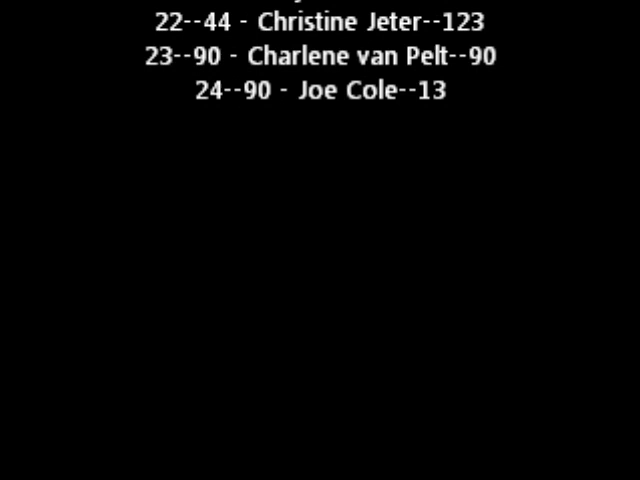 22--44 - Christine Jeter--123
23--90 - Charlene van Pelt--90
24--90 - Joe Cole--13